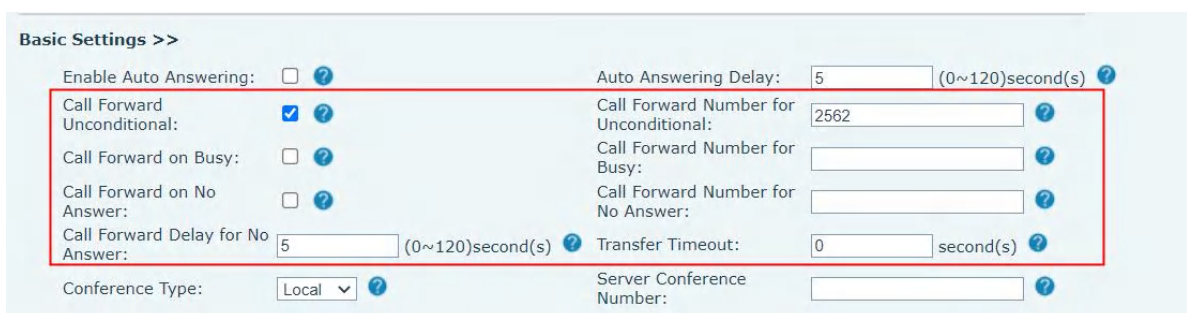 Basic Settings >>
Enable Auto Answering: ? Auto Answering Delay: 5 (0~120)second(s) ?
Call Forward Unconditional: ? Call Forward Number for Unconditional: 2562 ?
Call Forward on Busy: ? Call Forward Number for Busy: ?
Call Forward on No Answer: ? Call Forward Number for No Answer: ?
Call Forward Delay for No Answer: 5 (0~120)second(s) ? Transfer Timeout: 0 second(s) ?
Conference Type: Local ? Server Conference Number: ?